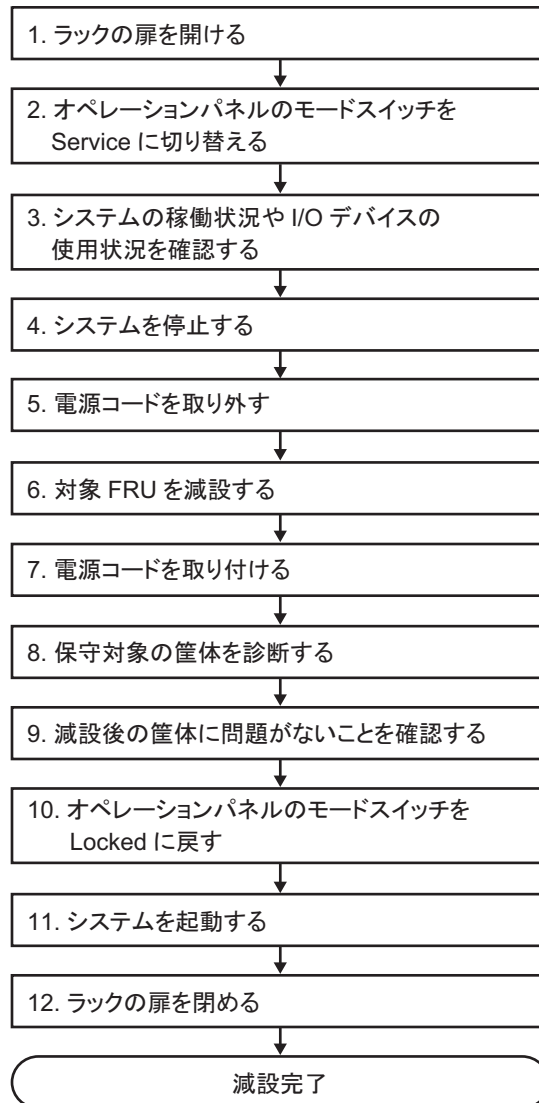 1. ラックの扉を開ける
2. オペレーションパネルのモードスイッチを
Service に切り替える
3. システムの稼働状況や I/O デバイスの
使用状況を確認する
4. システムを停止する
5. 電源コードを取り外す
6. 対象 FRU を減設する
7. 電源コードを取り付ける
8. 保守対象の筐体を診断する
9. 減設後の筐体に問題がないことを確認する
10. オペレーションパネルのモードスイッチを
Locked に戻す
11. システムを起動する
12. ラックの扉を閉める
減設完了